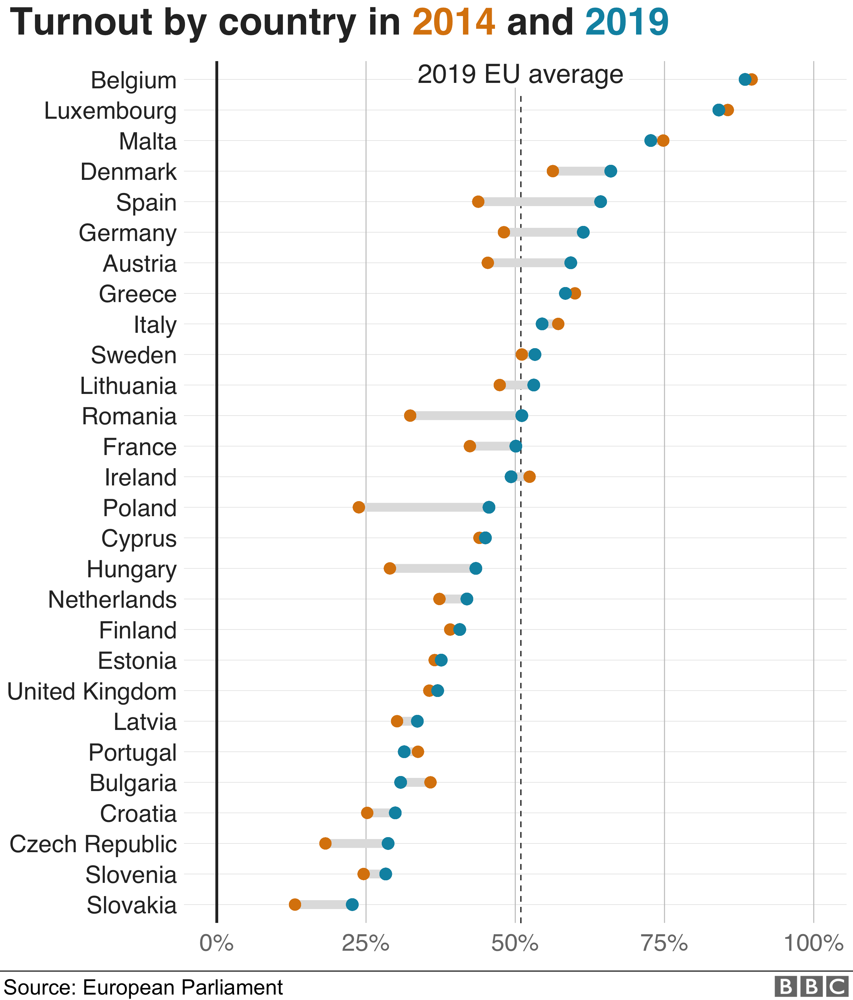 Turnout by country in 2014 and 2019
2019 EU average
Belgium
Luxembourg
Malta
Denmark
Spain
Germany
Austria
Greece
Italy
Sweden
Lithuania
Romania
France
Ireland
Poland
Cyprus
Hungary
Netherlands
Finland
Estonia
United Kingdom
Latvia
Portugal
Bulgaria
Croatia
Czech Republic
Slovenia
Slovakia
0% 25% 50% 75% 100%
Source: European Parliament
BBC